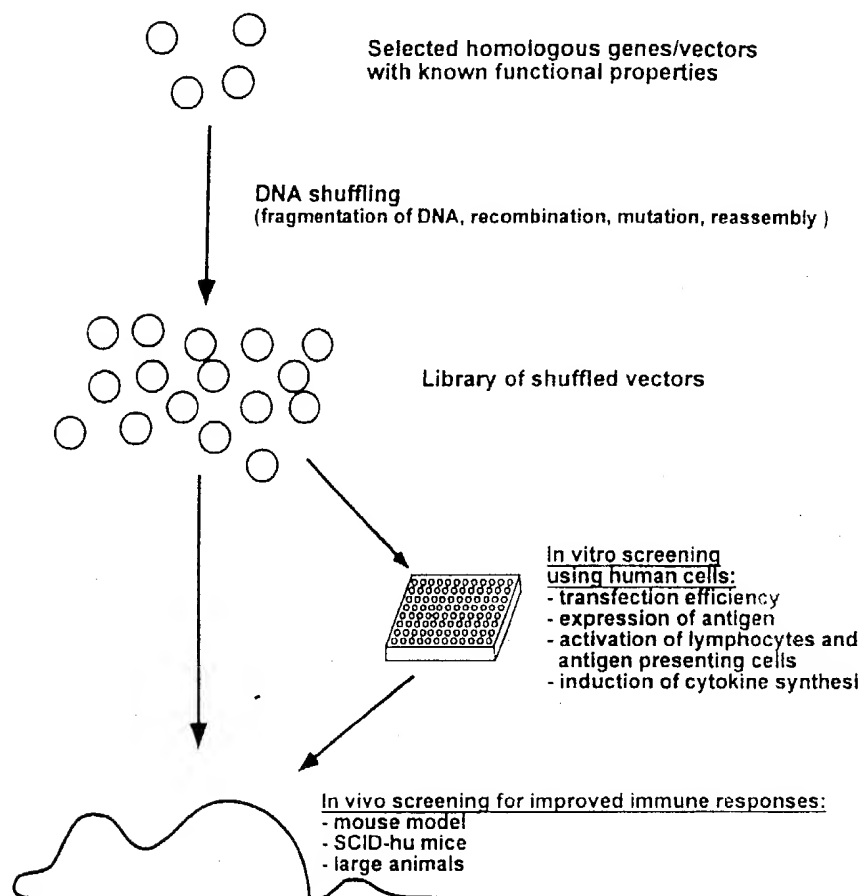 Selected homologous genes/vectors
with known functional properties
DNA shuffling
(fragmentation of DNA, recombination, mutation, reassembly )
Library of shuffled vectors
In vitro screening
using human cells:
- transfection efficiency
- expression of antigen
- activation of lymphocytes and
antigen presenting cells
- induction of cytokine synthesi
In vivo screening for improved immune responses:
- mouse model
- SCID-hu mice
- large animals